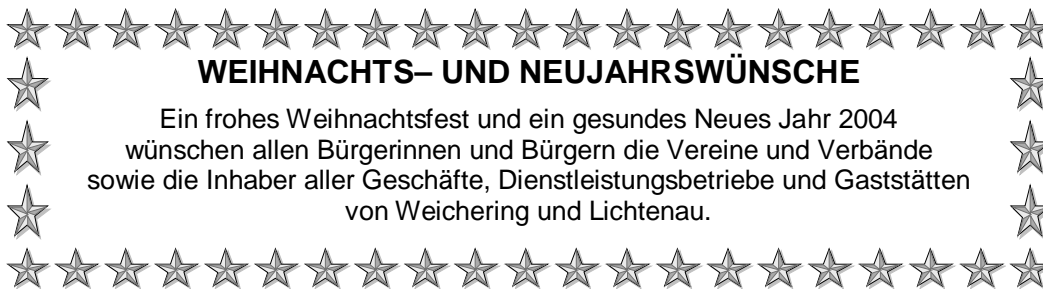 WEIHNACHTS– UND NEUJAHRSWÜNSCHE
Ein frohes Weihnachtsfest und ein gesundes Neues Jahr 2004
wünschen allen Bürgerinnen und Bürgern die Vereine und Verbände
sowie die Inhaber aller Geschäfte, Dienstleistungsbetriebe und Gaststätten
von Weichering und Lichtenau.